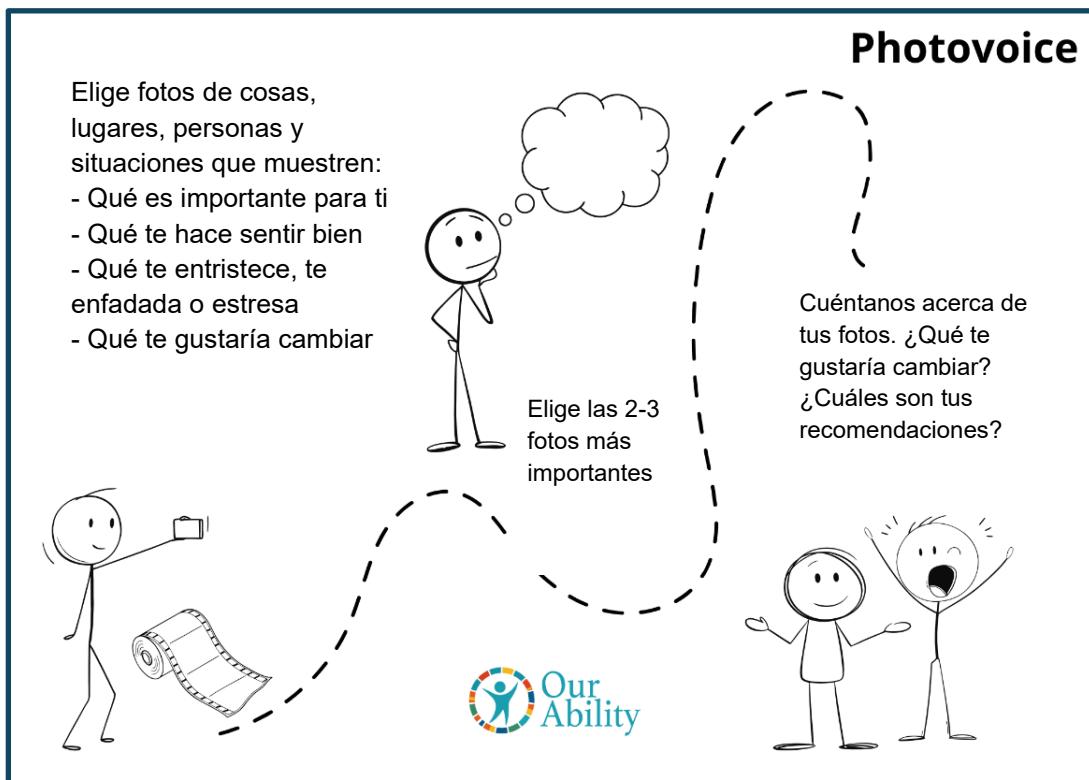 Photovoice
Elige fotos de cosas,
lugares, personas y
situaciones que muestren:
- Qué es importante para ti
- Qué te hace sentir bien
- Qué te entristece, te
enfadada o estresa
- Qué te gustaría cambiar
Elige las 2-3
fotos más
importantes
Cuéntanos acerca de
tus fotos. ¿Qué te
gustaría cambiar?
¿Cuáles son tus
recomendaciones?
Our
Ability